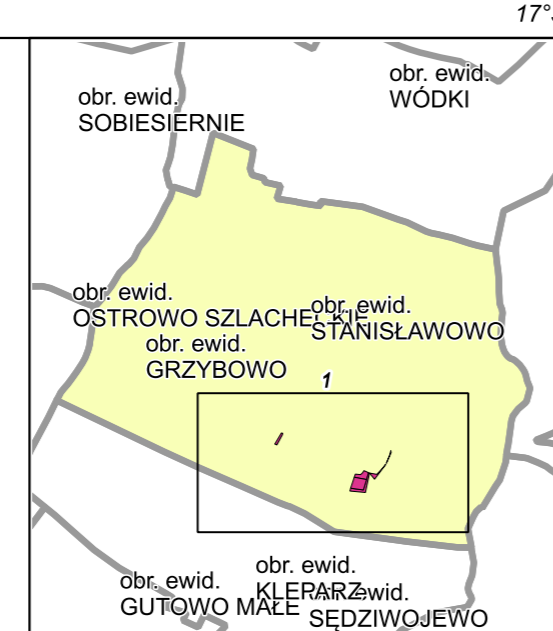 17°
obr. ewid.
WÓDKI
obr. ewid.
SOBIESIERNIE
obr. ewid.
OSTROWO SZLACHECKIE
obr. ewid.
STANISŁAWOWO
obr. ewid.
GRZYBOWO
1
obr. ewid.
KLEPARZ
obr. ewid.
GUTOWO MAŁE
ewid.
SĘDZIWOJEWO